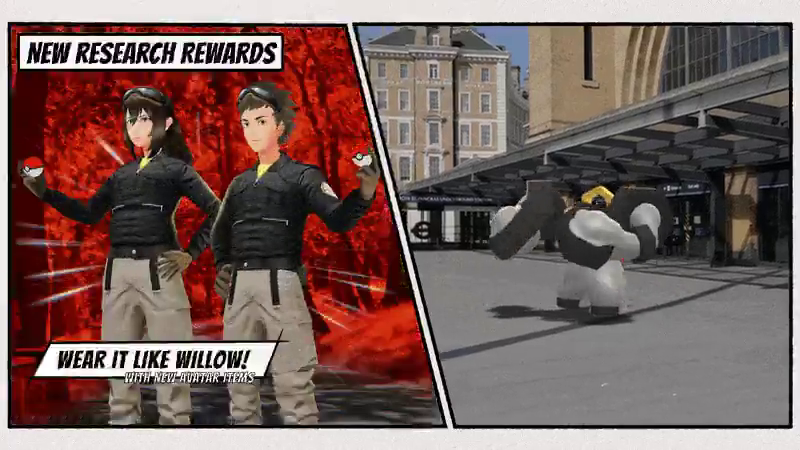 NEW RESEARCH REWARDS
WEAR IT LIKE WILLOW!
WITH NEW AVATAR ITEMS